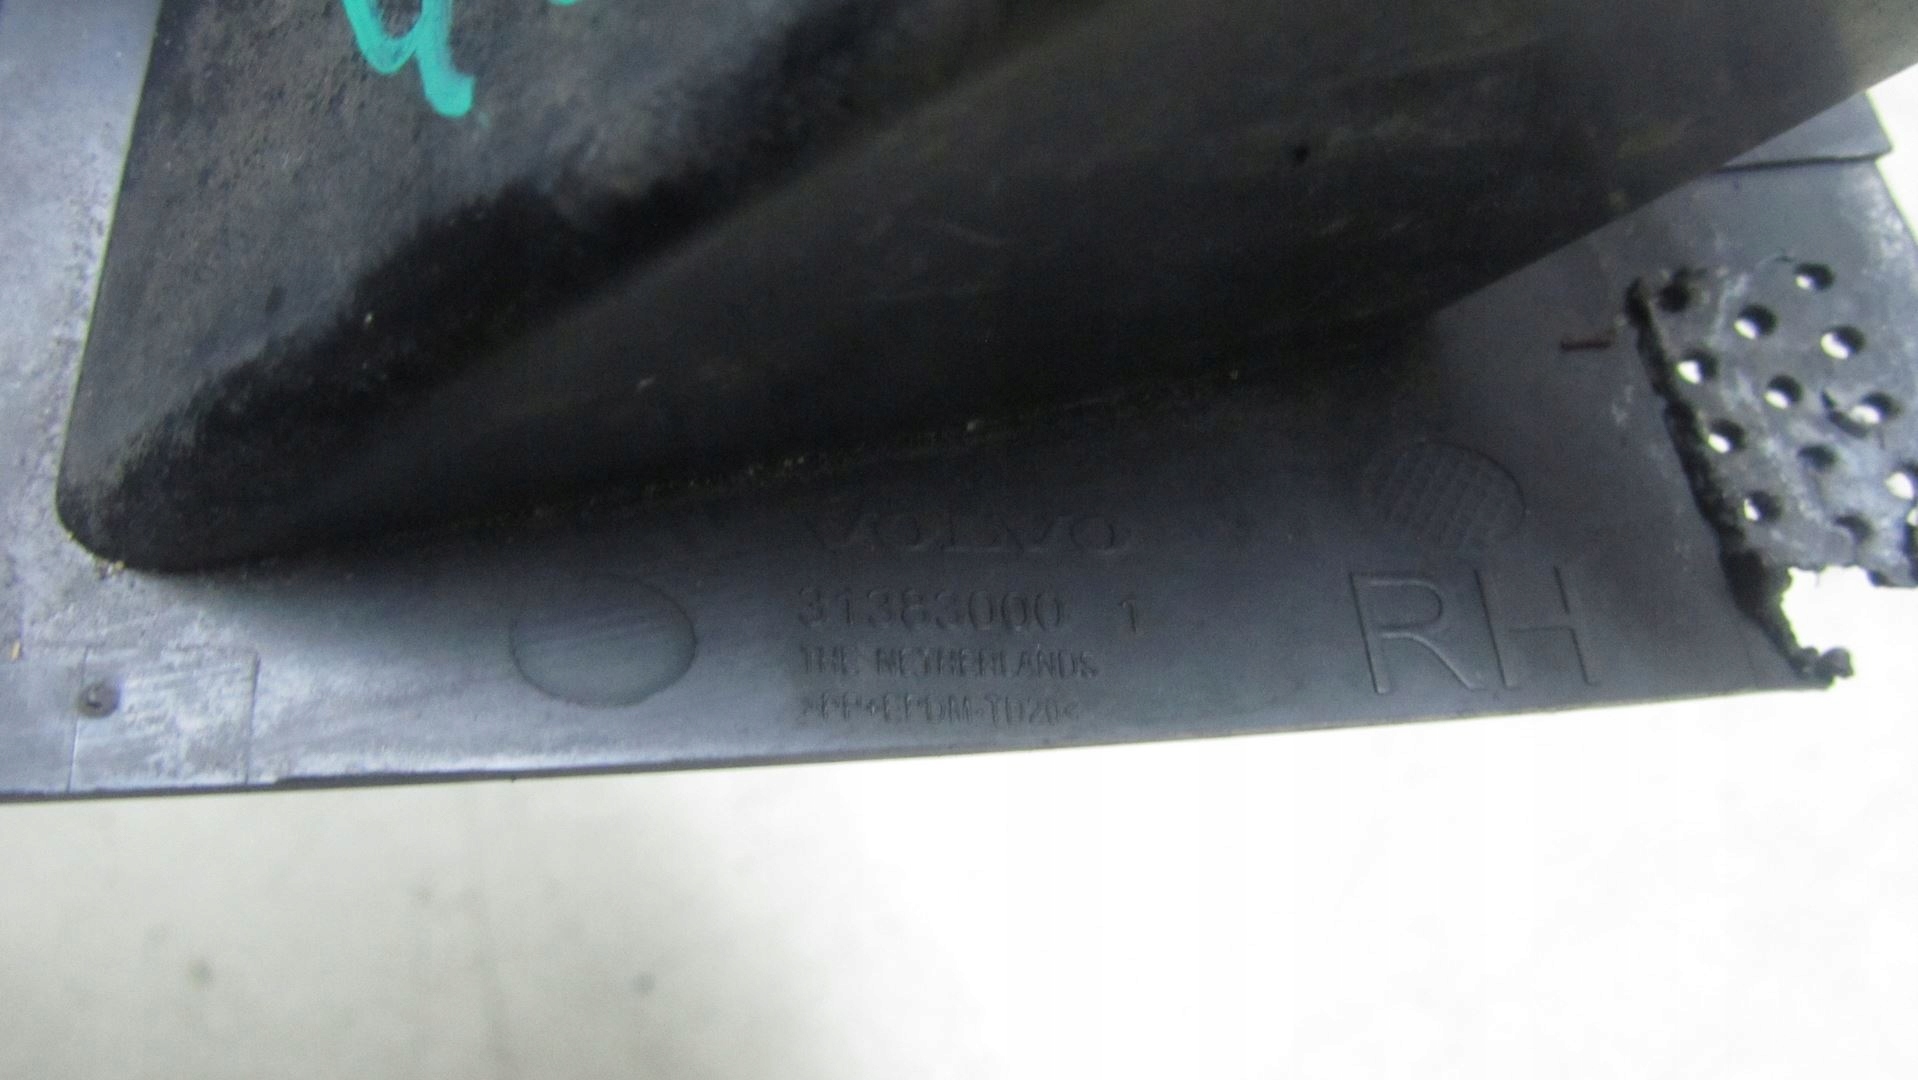 VOLVO
31383000 1
THE NETHERLANDS
>PP+EPDM-TD20<
RH